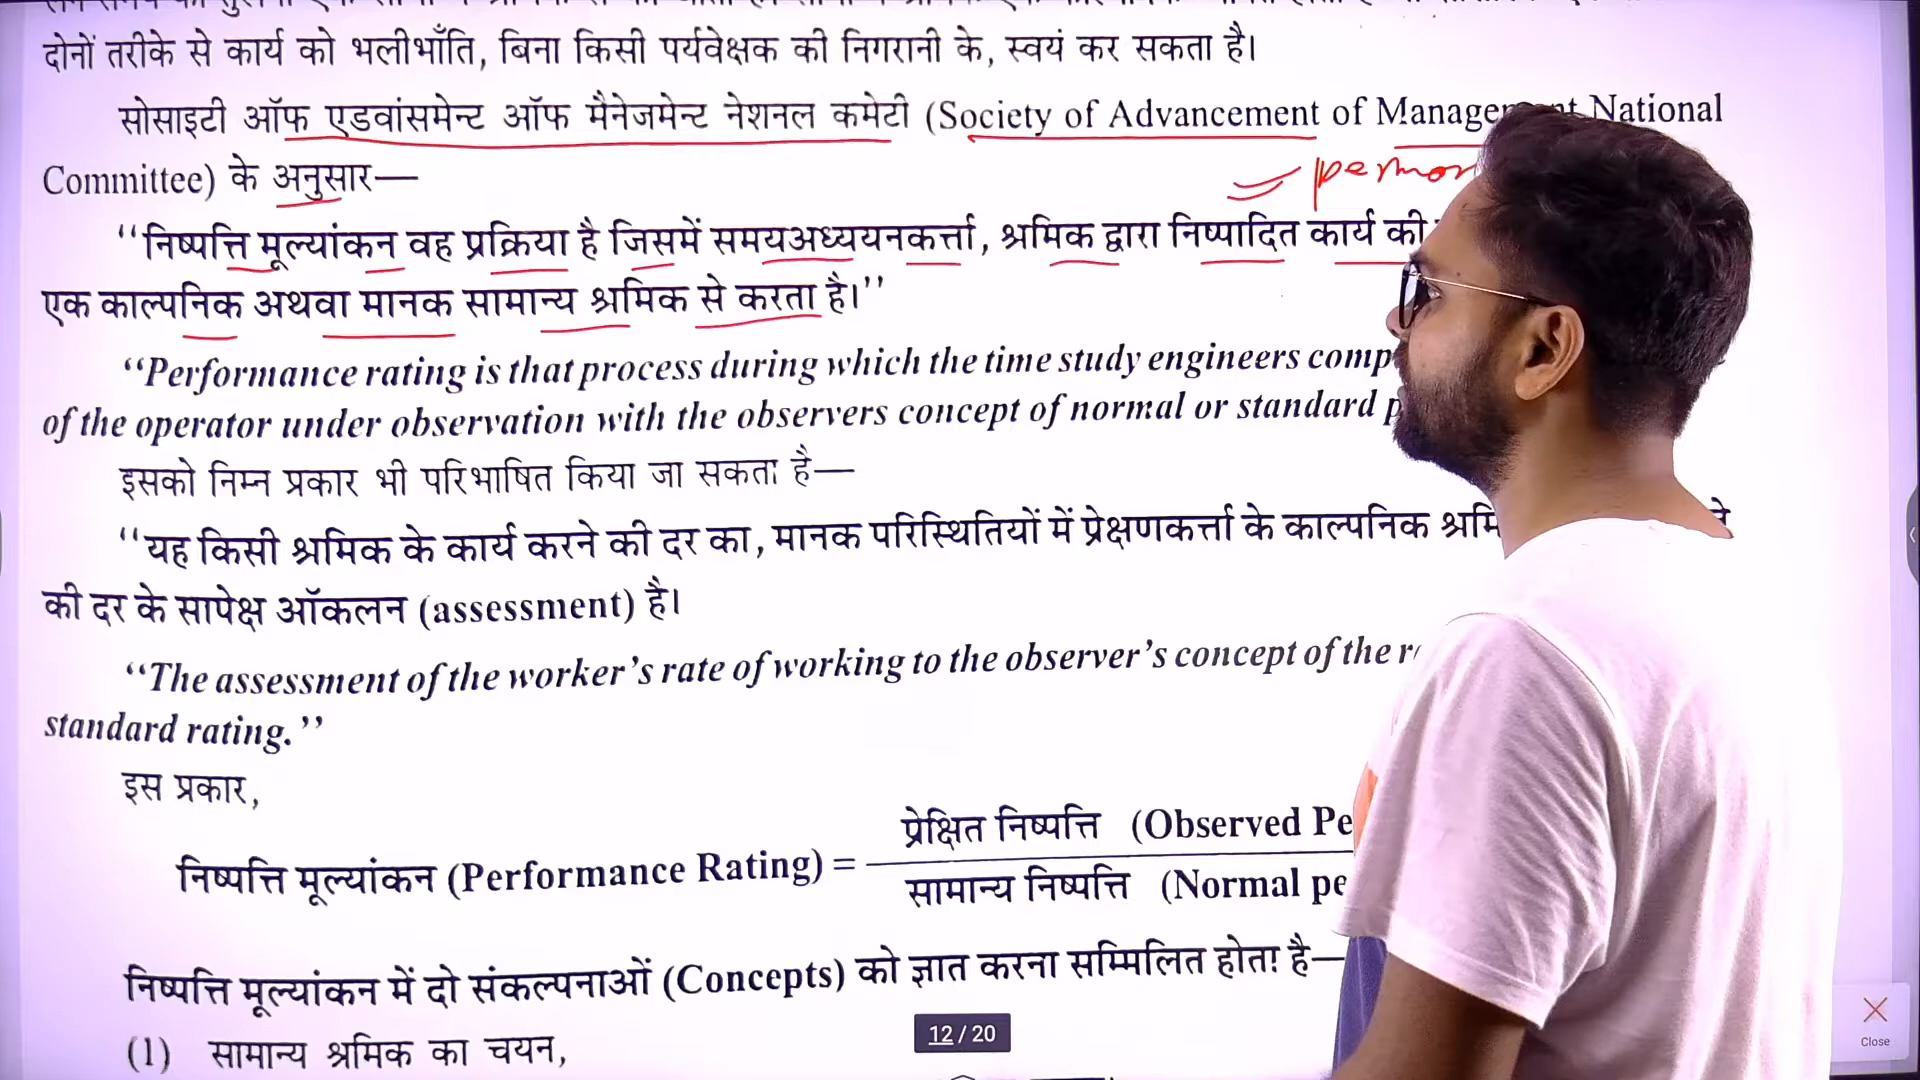 दोनों तरीके से कार्य को भलीभाँति, बिना किसी पर्यवेक्षक की निगरानी के, स्वयं कर सकता है।
सोसाइटी ऑफ एडवांसमेन्ट ऑफ मैनेजमेन्ट नेशनल कमेटी (Society of Advancement of National
Committee) के अनुसार—
‘‘निष्पत्ति मूल्यांकन वह प्रक्रिया है जिसमें समयअध्ययनकर्त्ता, श्रमिक द्वारा निष्पादित कार्य की
एक काल्पनिक अथवा मानक सामान्य श्रमिक से करता है।’’
“Performance rating is that process during which the time study engineers
of the operator under observation with the observers concept of normal or standard
इसको निम्न प्रकार भी परिभाषित किया जा सकता है—
‘‘यह किसी श्रमिक के कार्य करने की दर का, मानक परिस्थितियों में प्रेक्षणकर्त्ता के काल्पनिक
की दर के सापेक्ष ऑकलन (assessment) है।
“The assessment of the worker’s rate of working to the observer’s concept of the
standard rating.”
इस प्रकार,
प्रेक्षित निष्पत्ति (Observed
निष्पत्ति मूल्यांकन (Performance Rating) =
सामान्य निष्पत्ति (Normal
निष्पत्ति मूल्यांकन में दो संकल्पनाओं (Concepts) को ज्ञात करना सम्मिलित होता है—
(1) सामान्य श्रमिक का चयन,
12 / 20
Close